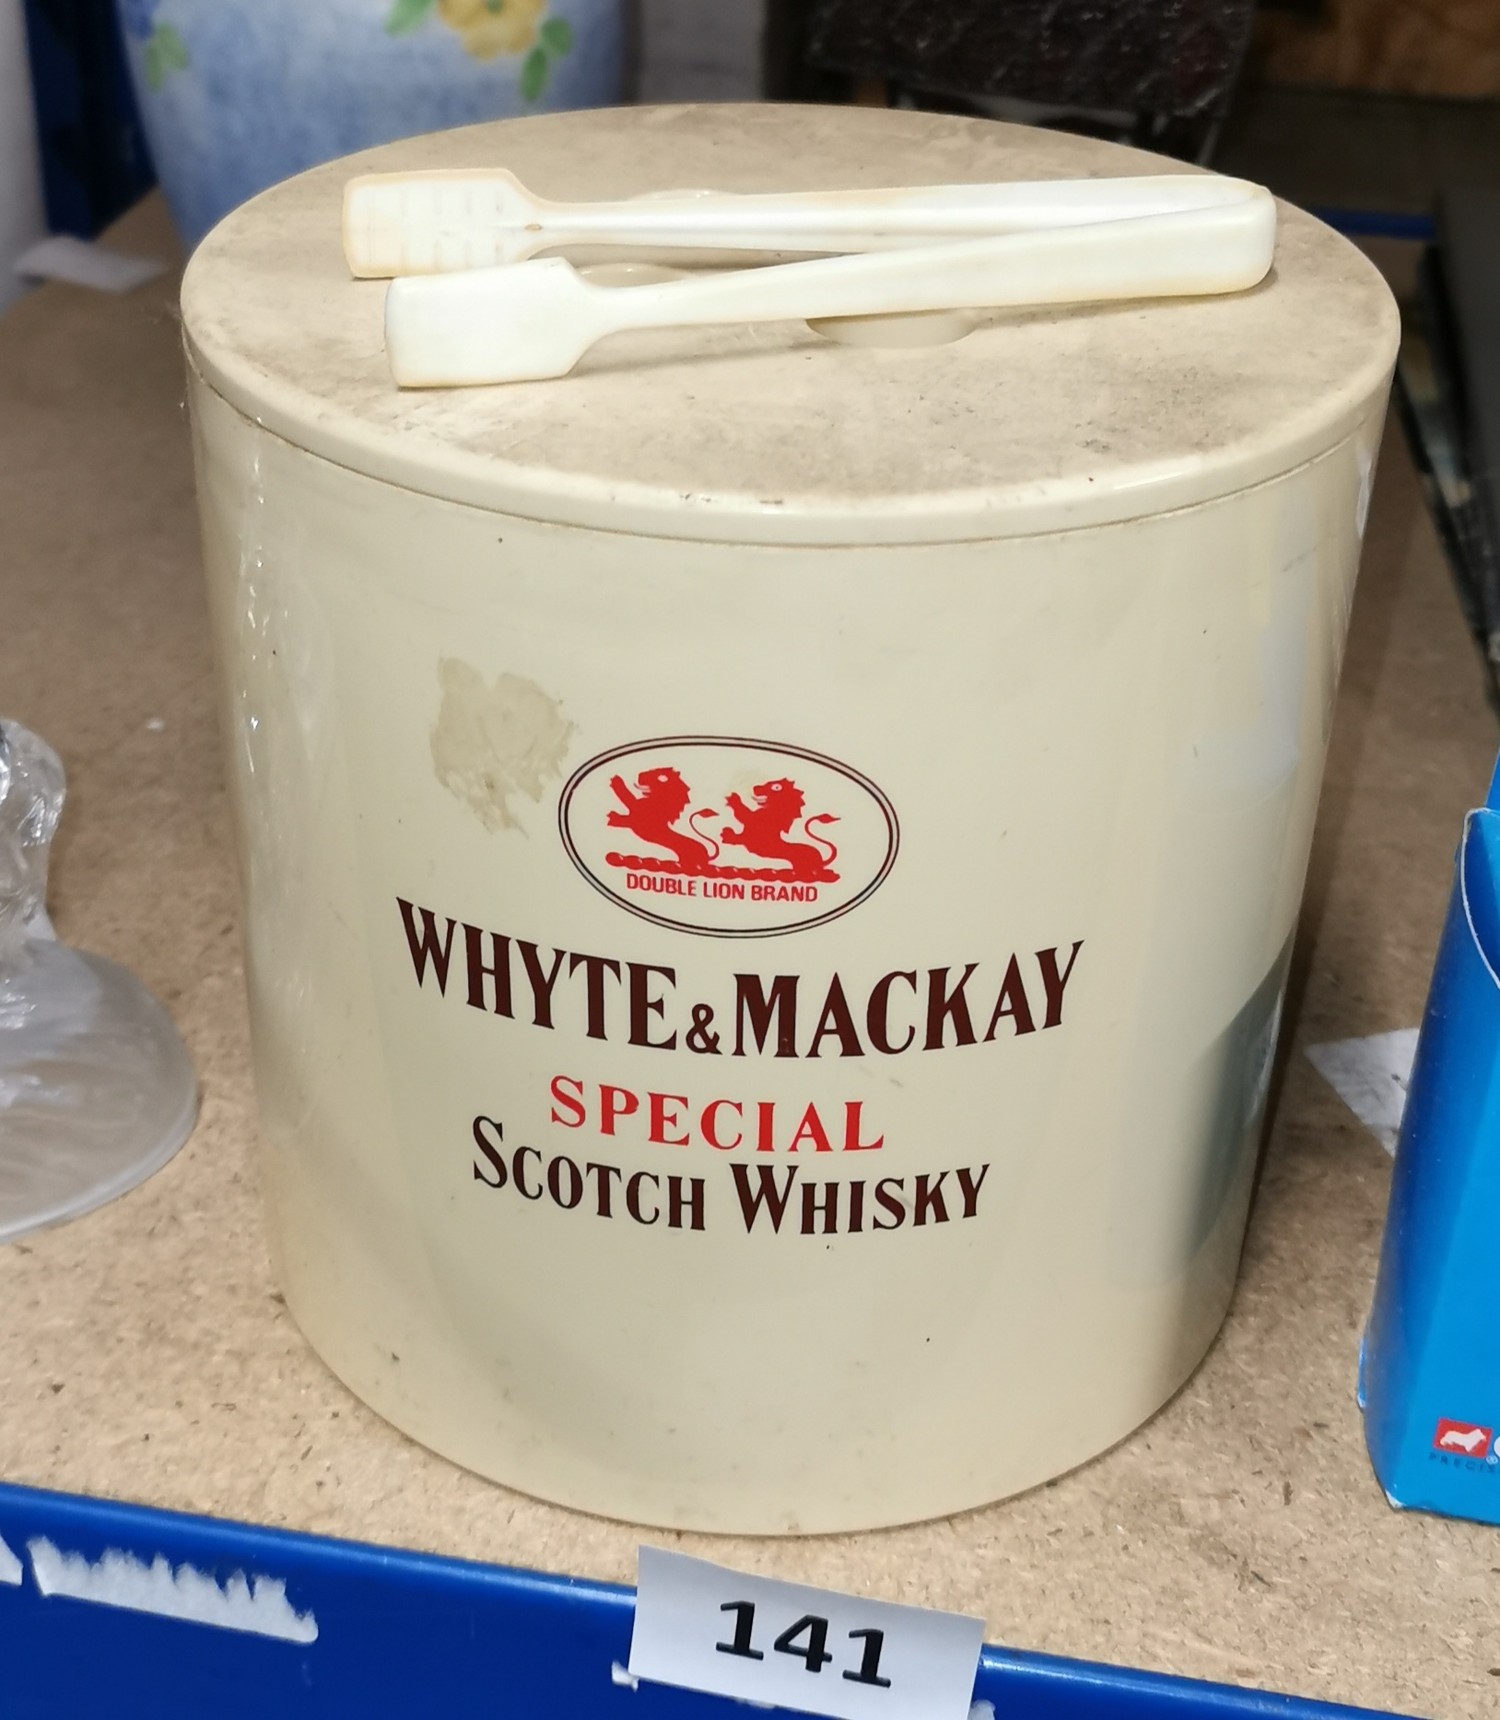 DOUBLE LION BRAND
WHYTE & MACKAY
SPECIAL
SCOTCH WHISKY
141